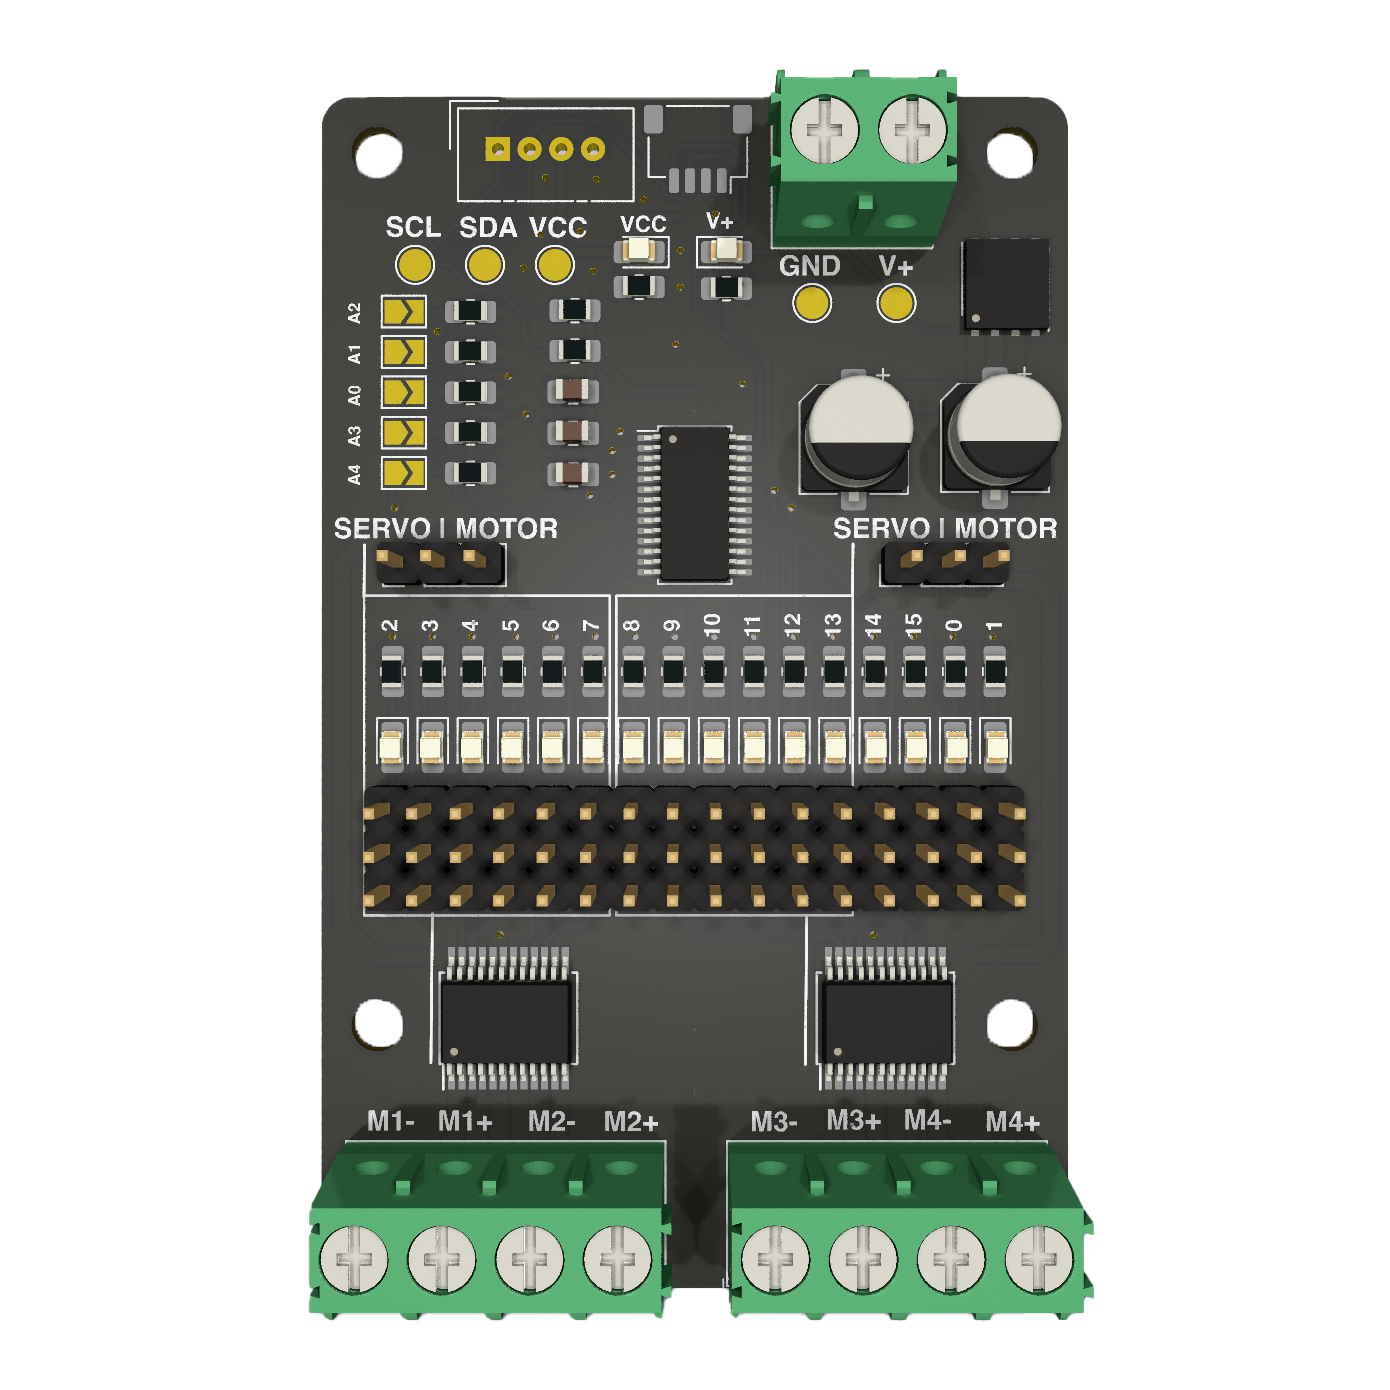 SCL SDA VCC
VCC V+
GND V+
A2
A1
A0
A3
A4
SERVO | MOTOR
SERVO | MOTOR
2 3 4 5 6 7 8 9 10 11 12 13 14 15 0 1
M1- M1+ M2- M2+
M3- M3+ M4- M4+